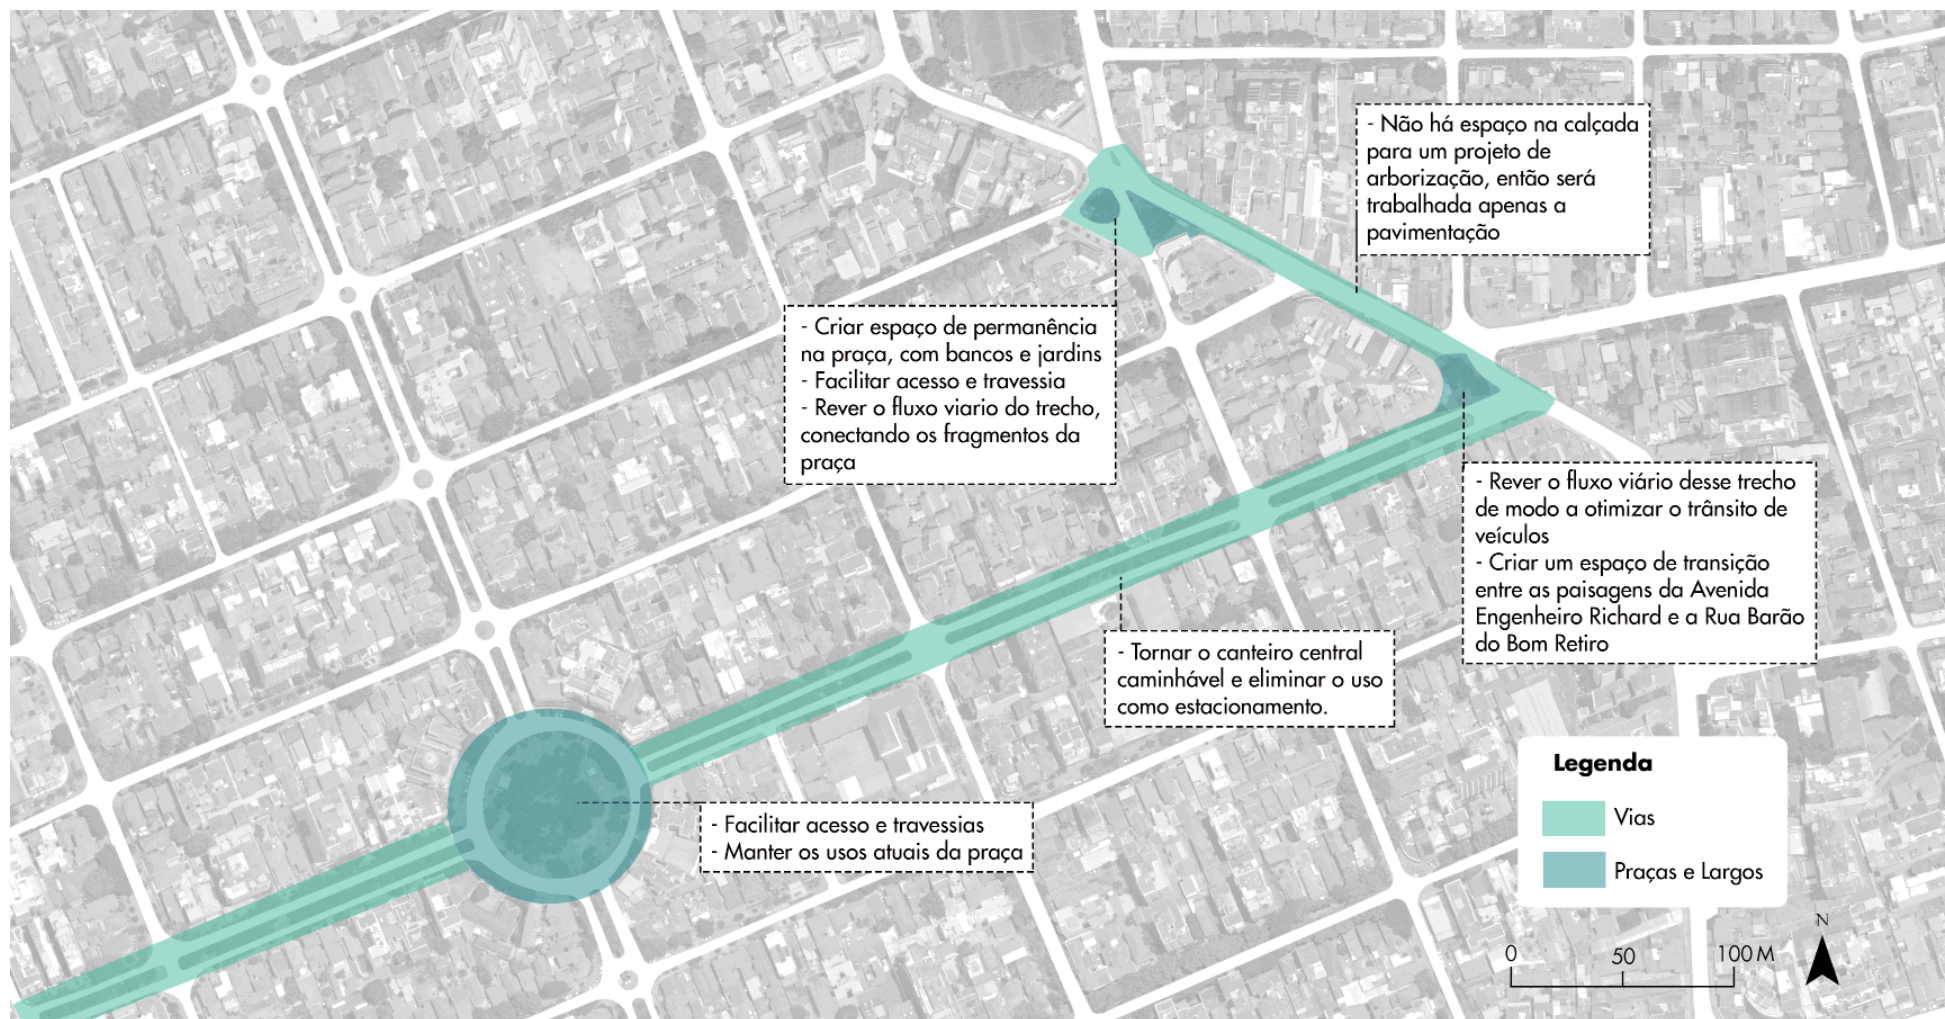 - Não há espaço na calçada
para um projeto de
arborização, então será
trabalhada apenas a
pavimentação
- Criar espaço de permanência
na praça, com bancos e jardins
- Facilitar acesso e travessia
- Rever o fluxo viario do trecho,
conectando os fragmentos da
praça
- Rever o fluxo viário desse trecho
de modo a otimizar o trânsito de
veículos
- Criar um espaço de transição
entre as paisagens da Avenida
Engenheiro Richard e a Rua Barão
do Bom Retiro
- Tornar o canteiro central
caminhável e eliminar o uso
como estacionamento.
- Facilitar acesso e travessias
- Manter os usos atuais da praça
Legenda
Vias
Praças e Largos
N
0 50 100 M